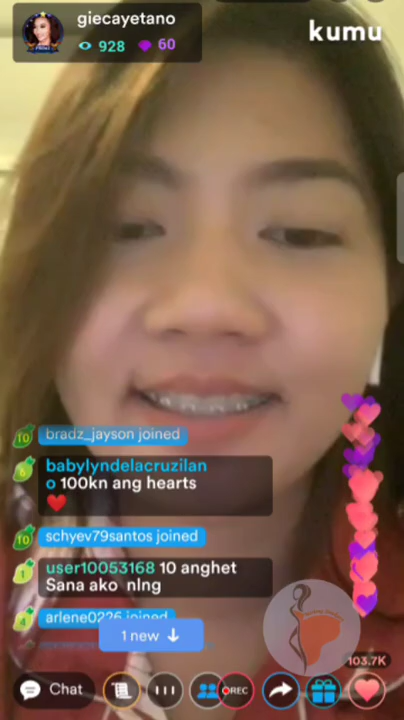 giecayetano
928 60
kumu
10 bradz_jayson joined
6 babylyndelacruzilan
o 100kn ang hearts
10 schyev79santos joined
1 user10053168 10 anghet
Sana ako nlng
4 arlene0226 joined
1 new
103.7K
Chat
REC